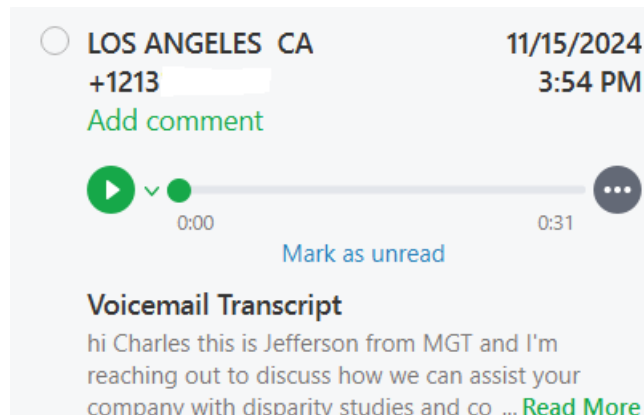 LOS ANGELES CA 11/15/2024
+1213 3:54 PM
Add comment
0:00 0:31
Mark as unread
Voicemail Transcript
hi Charles this is Jefferson from MGT and I'm
reaching out to discuss how we can assist your
company with disparity studies and co ... Read More